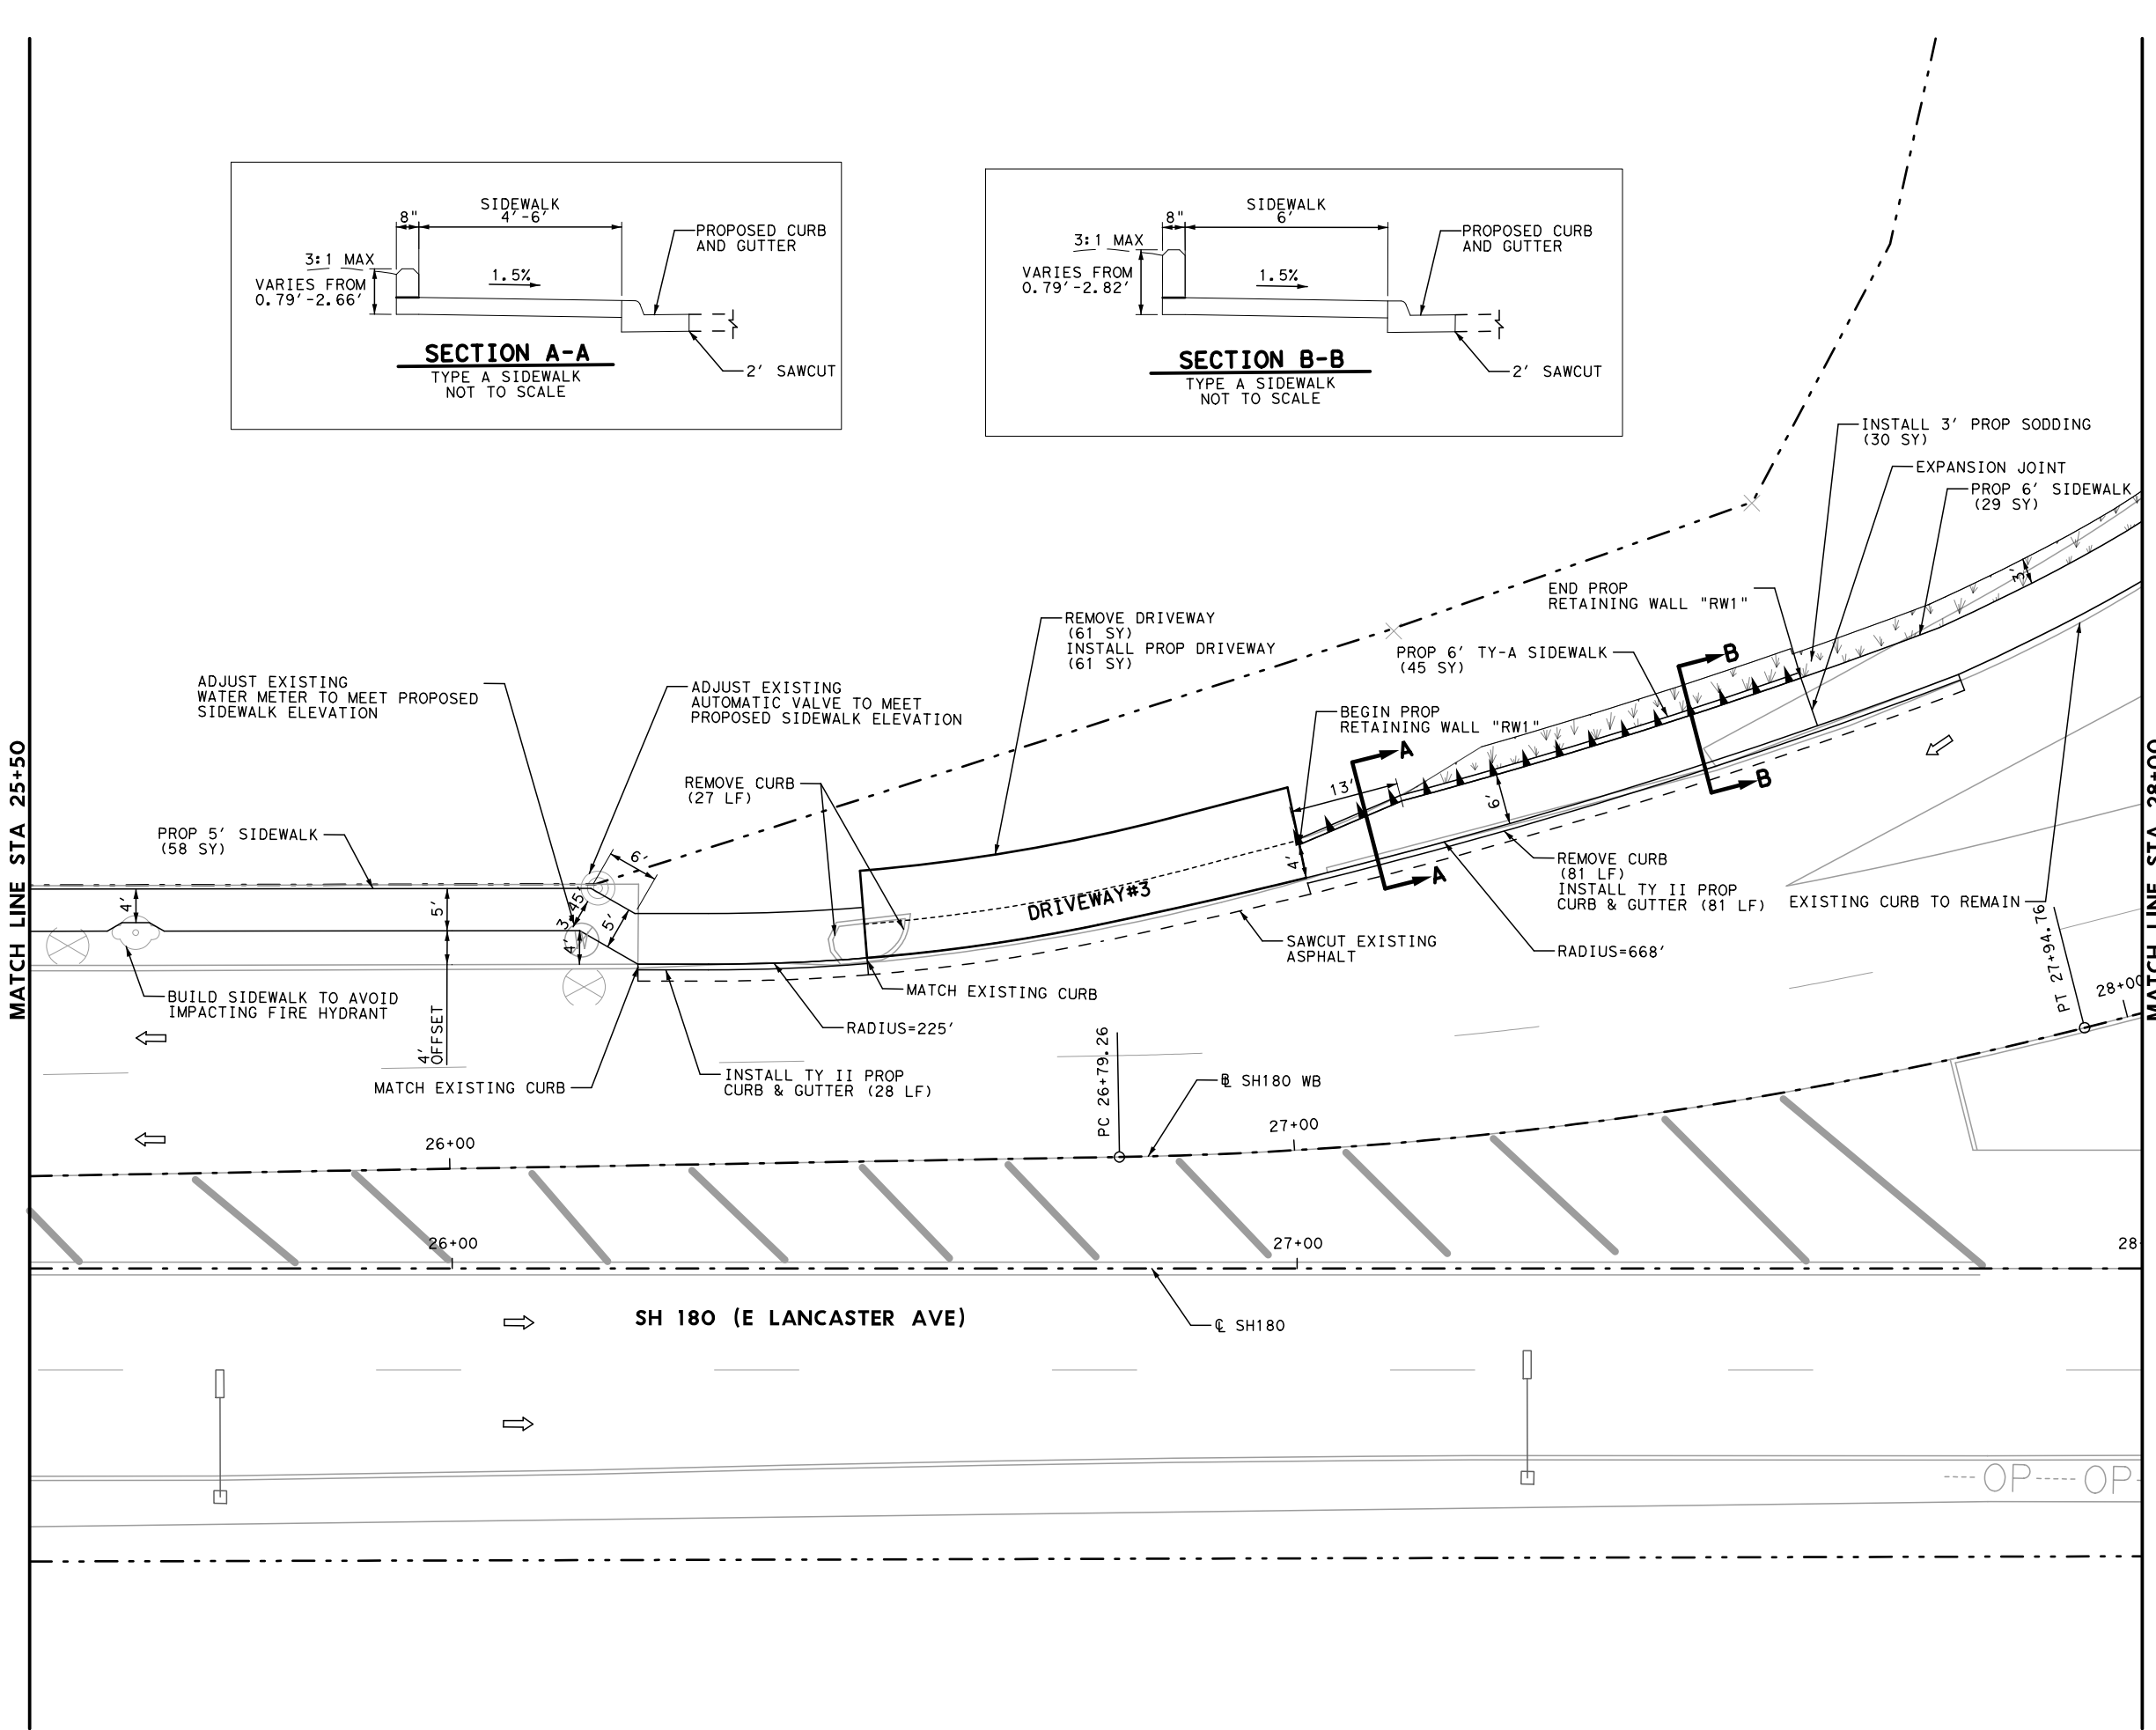 SIDEWALK
8" 4'-6'
PROPOSED CURB
AND GUTTER
3:1 MAX
VARIES FROM
0.79'-2.66'
1.5%
SECTION A-A
TYPE A SIDEWALK
NOT TO SCALE
2' SAWCUT
SIDEWALK
8" 6'
PROPOSED CURB
AND GUTTER
3:1 MAX
VARIES FROM
0.79'-2.82'
1.5%
SECTION B-B
TYPE A SIDEWALK
NOT TO SCALE
2' SAWCUT
INSTALL 3' PROP SODDING
(30 SY)
EXPANSION JOINT
PROP 6' SIDEWALK
(29 SY)
3'
END PROP
RETAINING WALL "RW1"
REMOVE DRIVEWAY
(61 SY)
INSTALL PROP DRIVEWAY
(61 SY)
PROP 6' TY-A SIDEWALK
(45 SY)
B
B
ADJUST EXISTING
WATER METER TO MEET PROPOSED
SIDEWALK ELEVATION
ADJUST EXISTING
AUTOMATIC VALVE TO MEET
PROPOSED SIDEWALK ELEVATION
BEGIN PROP
RETAINING WALL "RW1"
A
A
13'
6'
4'
REMOVE CURB
(27 LF)
PROP 5' SIDEWALK
(58 SY)
6'
4'
5'
3.45'
5'
4'
W
DRIVEWAY#3
REMOVE CURB
(81 LF)
INSTALL TY II PROP
CURB & GUTTER (81 LF)
EXISTING CURB TO REMAIN
SAWCUT EXISTING
ASPHALT
RADIUS=668'
MATCH EXISTING CURB
BUILD SIDEWALK TO AVOID
IMPACTING FIRE HYDRANT
RADIUS=225'
4'
OFFSET
MATCH EXISTING CURB
INSTALL TY II PROP
CURB & GUTTER (28 LF)
PC 26+79.26
PT 27+94.76
28+00
℄ SH180 WB
26+00
27+00
26+00
27+00
28
SH 180 (E LANCASTER AVE)
℄ SH180
OP OP
MATCH LINE STA 25+50
MATCH LINE STA 28+00